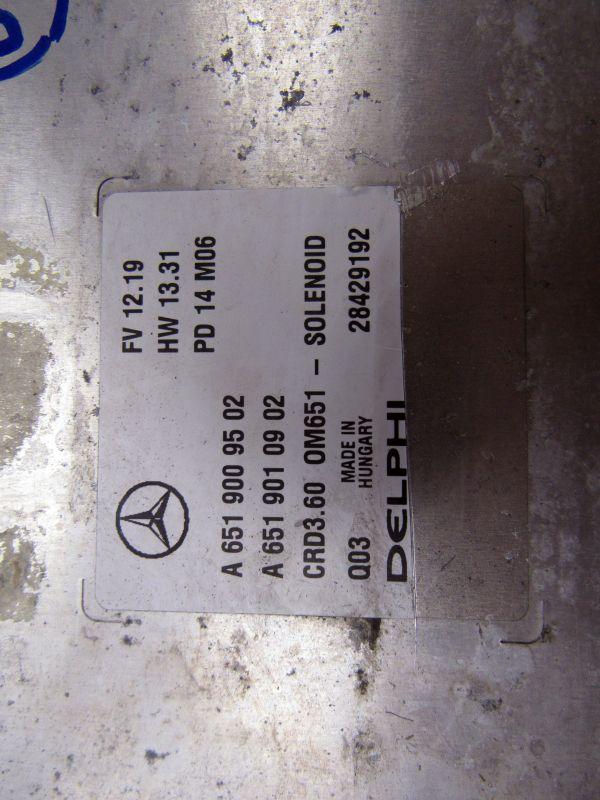 FV 12.19
HW 13.31
PD 14 M06
A 651 900 95 02
A 651 901 09 02
CRD3.60 OM651 – SOLENOID
Q03 MADE IN HUNGARY 28429192
DELPHI